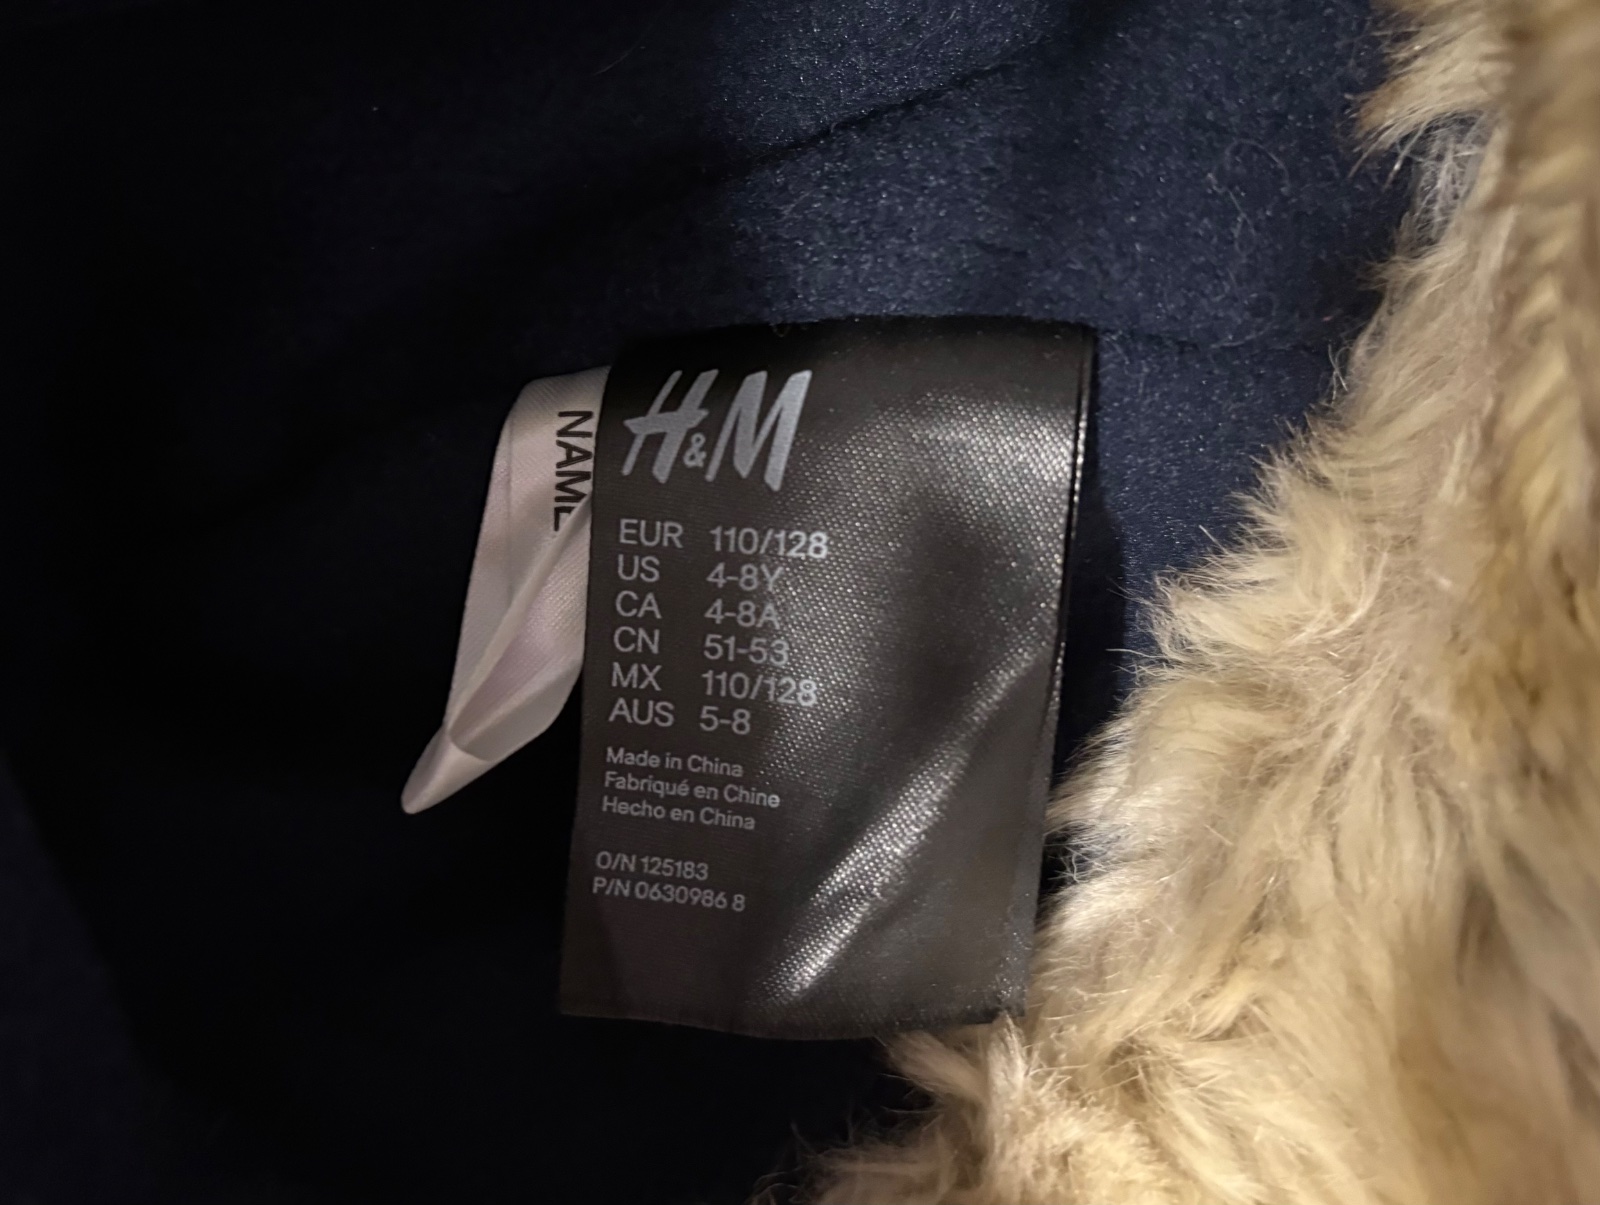 NAME
H&M
EUR 110/128
US 4-8Y
CA 4-8A
CN 51-53
MX 110/128
AUS 5-8
Made in China
Fabriqué en Chine
Hecho en China
O/N 125183
P/N 0630986 8